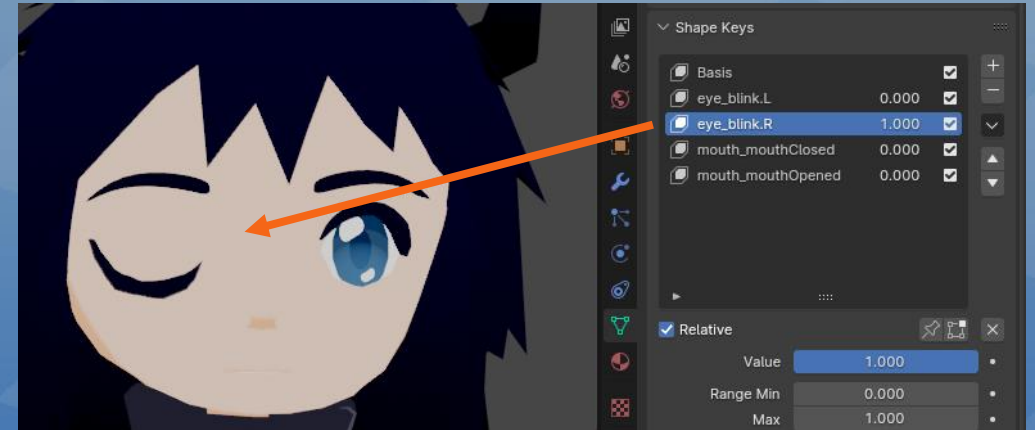 Shape Keys
Basis
eye_blink.L 0.000
eye_blink.R 1.000
mouth_mouthClosed 0.000
mouth_mouthOpened 0.000
Relative
Value 1.000
Range Min 0.000
Max 1.000